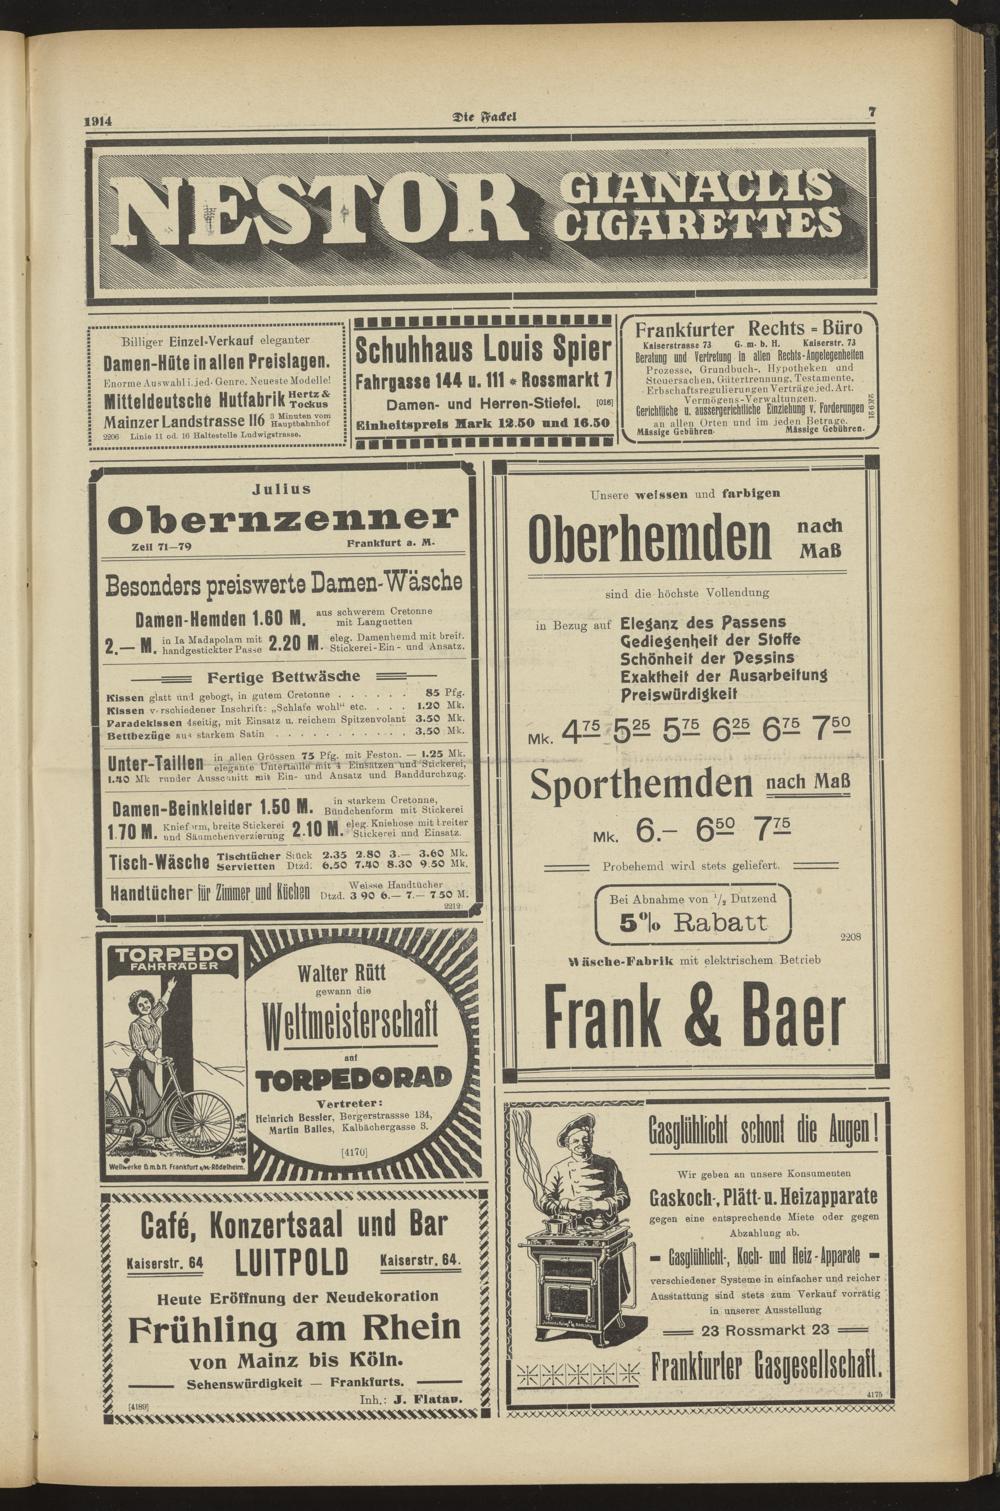 1914
Die Fackel
7
NESTOR GIANACLIS
CIGARETTES
Billiger Einzel-Verkauf eleganter
Damen-Hüte in allen Preislagen.
Enorme Auswahl i. jed. Genre. Neueste Modelle!
Mitteldeutsche Hutfabrik Hertz & Tockus
Mainzer Landstrasse 116 3 Minuten vom Hauptbahnhof
2206 Linie 11 od. 16 Haltestelle Ludwigstrasse.
Schuhhaus Louis Spier
Fahrgasse 144 u. 111 * Rossmarkt 7
Damen- und Herren-Stiefel. [016]
Einheitspreis Mark 12.50 und 16.50
Frankfurter Rechts-Büro
Kaiserstrasse 73 G. m. b. H. Kaiserstr. 73
Beratung und Vertretung in allen Rechts-Angelegenheiten
Prozesse, Grundbuch-, Hypotheken und
Steuersachen, Gütertrennung, Testamente,
Erbschaftsregulierungen Verträge jed. Art.
Vermögens-Verwaltungen.
Gerichtliche u. aussergerichtliche Einziehung v. Forderungen
an allen Orten und im jeden Betrage.
Mässige Gebühren. Mässige Gebühren.
Julius
Obernzenner
Zeil 71—79 Frankfurt a. M.
Besonders preiswerte Damen-Wäsche
Damen-Hemden 1.60 M. aus schwerem Cretonne mit Languetten
2.— M. in Ia Madapolam mit handgestickter Passe 2.20 M. eleg. Damenhemd mit breit. Stickerei-Ein- und Ansatz.
Fertige Bettwäsche
Kissen glatt und gebogt, in gutem Cretonne . . . . . . 85 Pfg.
Kissen verschiedener Inschrift: „Schlafe wohl“ etc. . . . . 1.20 Mk.
Paradekissen 4seitig, mit Einsatz u. reichem Spitzenvolant 3.50 Mk.
Bettbezüge aus starkem Satin . . . . . . . . . . . 3.50 Mk.
Unter-Taillen in allen Grössen 75 Pfg. mit Feston. — 1.25 Mk.
elegante Untertaille mit 4 Einsätzen und Stickerei,
1.40 Mk runder Ausschnitt mit Ein- und Ansatz und Banddurchzug.
Damen-Beinkleider 1.50 M. in starkem Cretonne, Bündchenform mit Stickerei
1.70 M. Knieform, breite Stickerei und Säumchenverzierung 2.10 M. eleg. Kniehose mit breiter Stickerei und Einsatz.
Tisch-Wäsche Tischtücher Stück 2.35 2.80 3.— 3.60 Mk.
Servietten Dtzd. 6.50 7.40 8.30 9.50 Mk.
Handtücher für Zimmer und Küchen Weisse Handtücher
Dtzd. 3 90 6.— 7.— 7 50 M.
2212
Unsere weissen und farbigen
Oberhemden nach Maß
sind die höchste Vollendung
in Bezug auf Eleganz des Passens
Gediegenheit der Stoffe
Schönheit der Dessins
Exaktheit der Ausarbeitung
Preiswürdigkeit
Mk. 4 75 5 25 5 75 6 25 6 75 7 50
Sporthemden nach Maß
Mk. 6.– 6 50 7 75
Probehemd wird stets geliefert.
Bei Abnahme von 1/2 Dutzend
5% Rabatt
2208
Wäsche-Fabrik mit elektrischem Betrieb
Frank & Baer
TORPEDO
FAHRRÄDER
Weilwerke G.m.b.H. Frankfurt a/M-Rödelheim.
Walter Rütt
gewann die
Weltmeisterschaft
auf
TORPEDORAD
Vertreter:
Heinrich Bessler, Bergerstrassse 134,
Martin Balles, Kalbächergasse 3.
[4170]
Café, Konzertsaal und Bar
Kaiserstr. 64 LUITPOLD Kaiserstr. 64.
Heute Eröffnung der Neudekoration
Frühling am Rhein
von Mainz bis Köln.
Sehenswürdigkeit — Frankfurts.
[4189] Inh.: J. Flatau.
Gasglühlicht schont die Augen!
Wir geben an unsere Konsumenten
Gaskoch-, Plätt- u. Heizapparate
gegen eine entsprechende Miete oder gegen
Abzahlung ab.
Gasglühlicht-, Koch- und Heiz-Apparate
verschiedener Systeme in einfacher und reicher
Ausstattung sind stets zum Verkauf vorrätig
in unserer Ausstellung
23 Rossmarkt 23
Frankfurter Gasgesellschaft.
4175